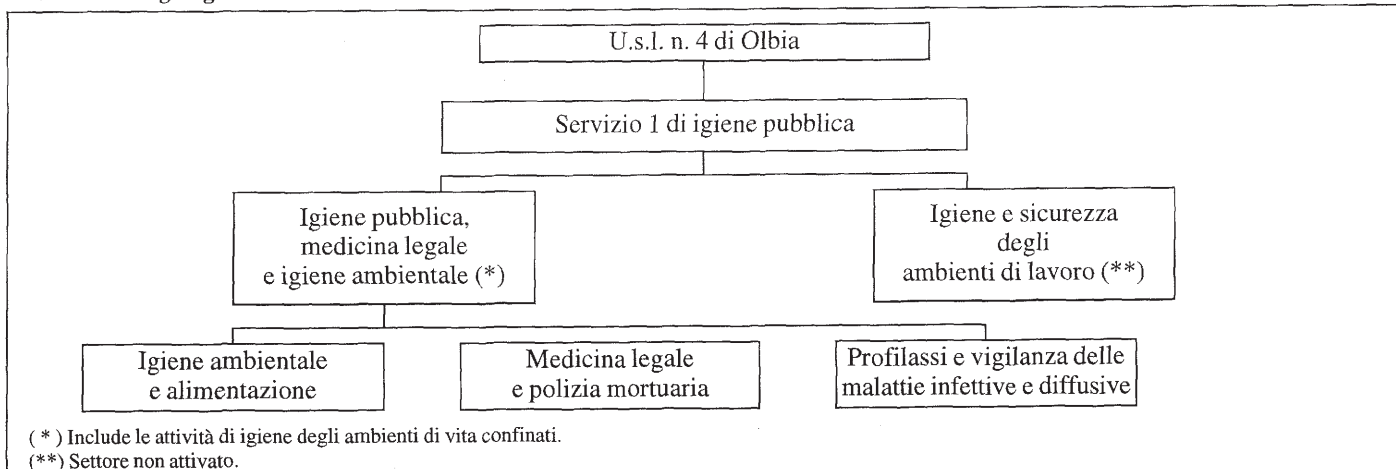 U.s.l. n. 4 di Olbia
Servizio 1 di igiene pubblica
Igiene pubblica,
medicina legale
e igiene ambientale (*)
Igiene e sicurezza
degli
ambienti di lavoro (**)
Igiene ambientale
e alimentazione
Medicina legale
e polizia mortuaria
Profilassi e vigilanza delle
malattie infettive e diffusive
( * ) Include le attività di igiene degli ambienti di vita confinati.
(**) Settore non attivato.